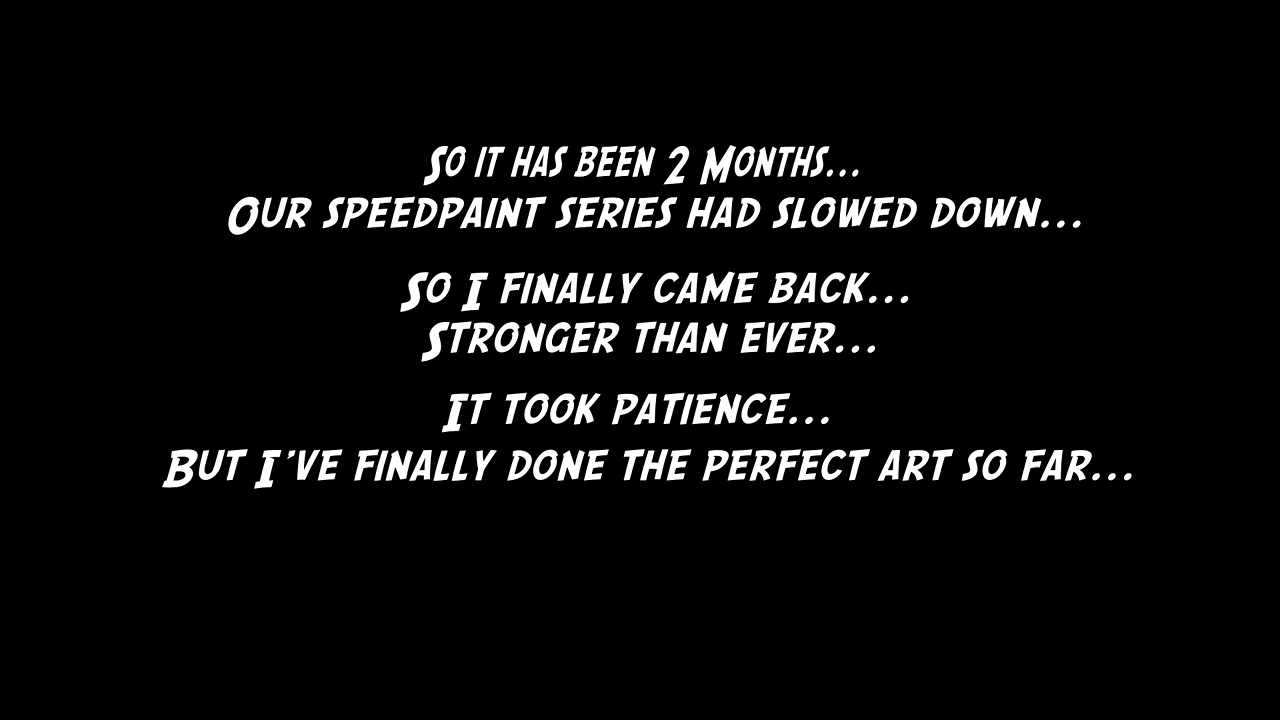 So it has been 2 Months...
Our speedpaint series had slowed down...
So I finally came back...
Stronger than ever...
It took patience...
But I've finally done the perfect art so far...